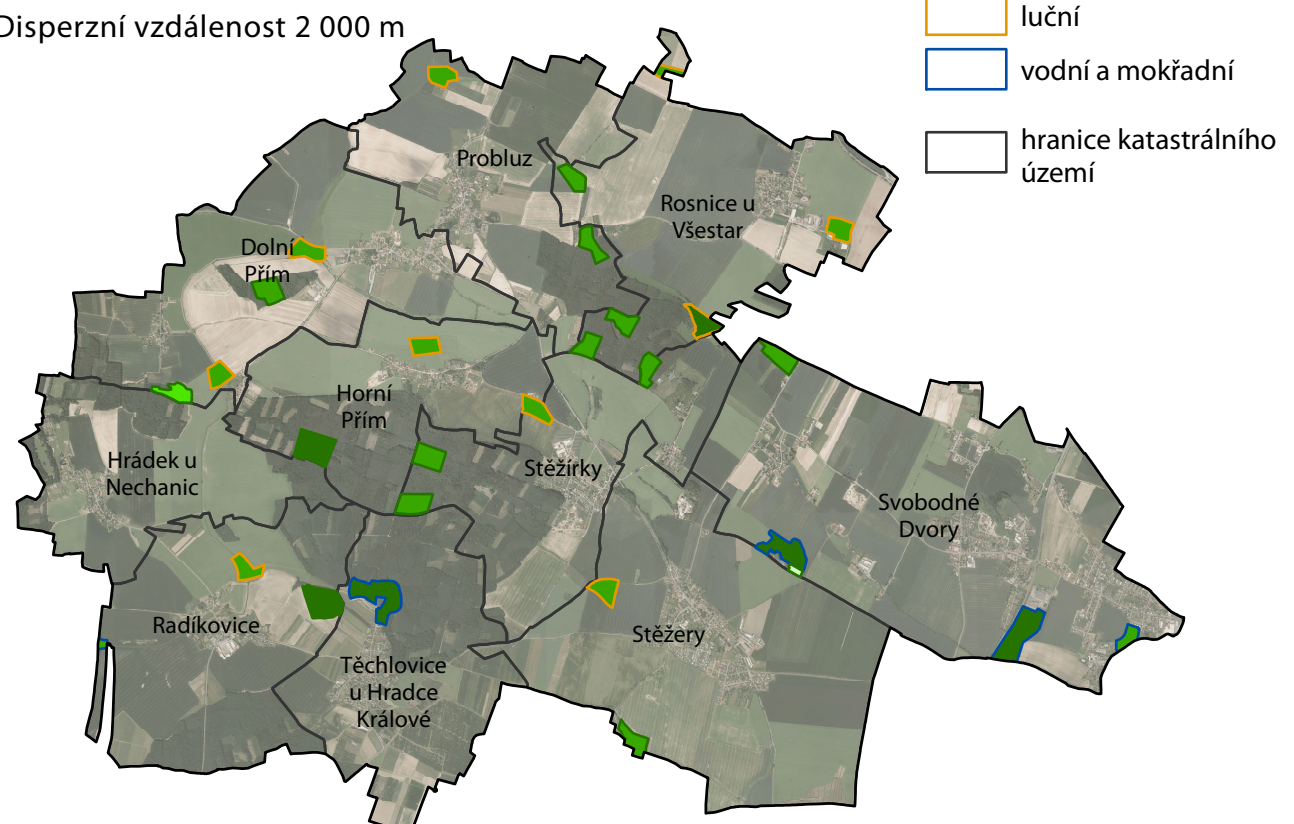 Disperzní vzdálenost 2 000 m
luční
vodní a mokřadní
hranice katastrálního
území
Probluz
Rosnice u
Všestar
Dolní
Přím
Horní
Přím
Hrádek u
Nechanic
Stěžírky
Svobodné
Dvory
Radíkovice
Stěžery
Těchlovice
u Hradce
Králové